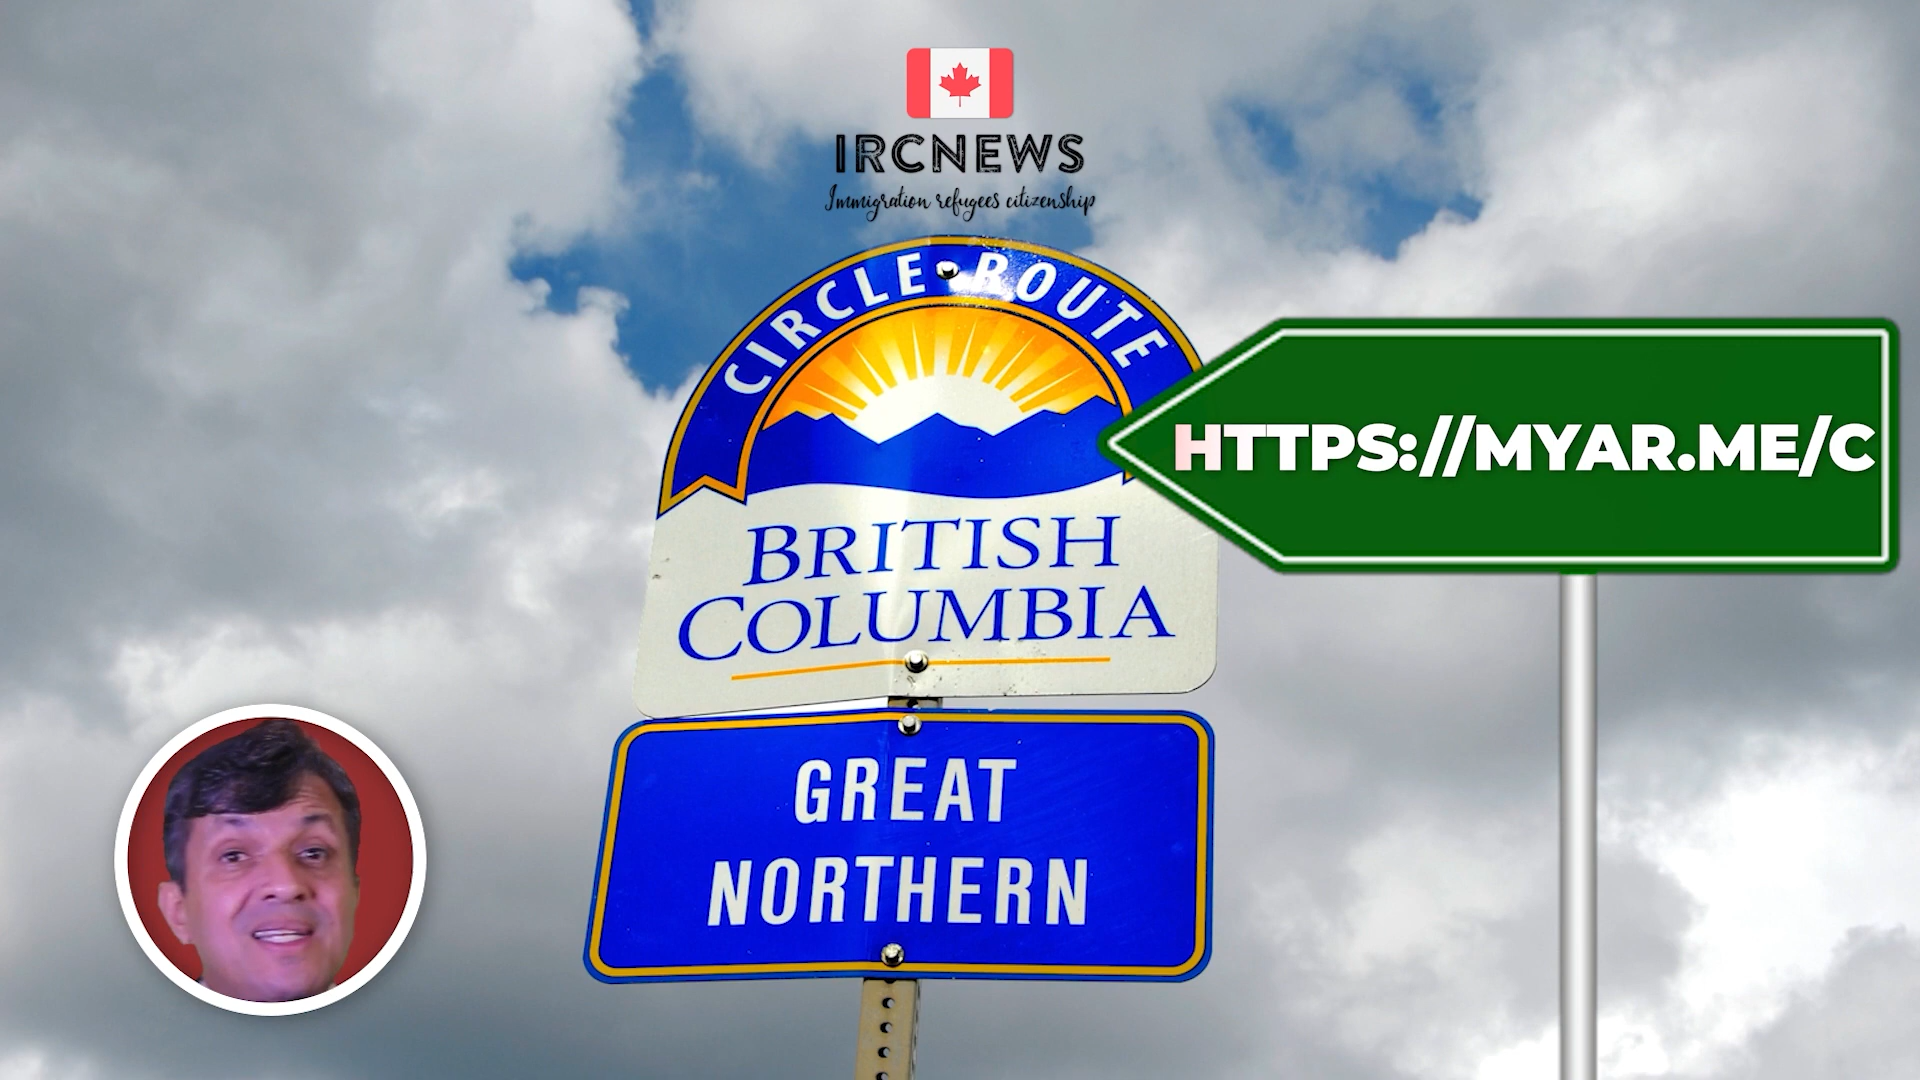 IRCNEWS
Immigration refugees citizenship
CIRCLE ROUTE
BRITISH
COLUMBIA
HTTPS://MYAR.ME/C
GREAT
NORTHERN